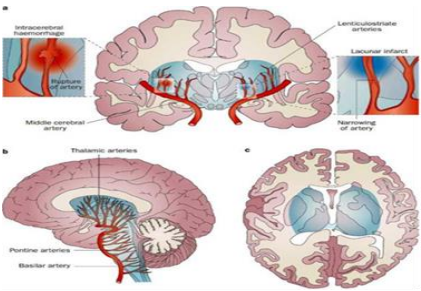 a
Intracerebral
haemorrhage
Rupture
of artery
Middle cerebral
artery
Lenticulostriate
arteries
Lacunar infarct
Narrowing
of artery
b
Thalamic arteries
Pontine arteries
Basilar artery
c